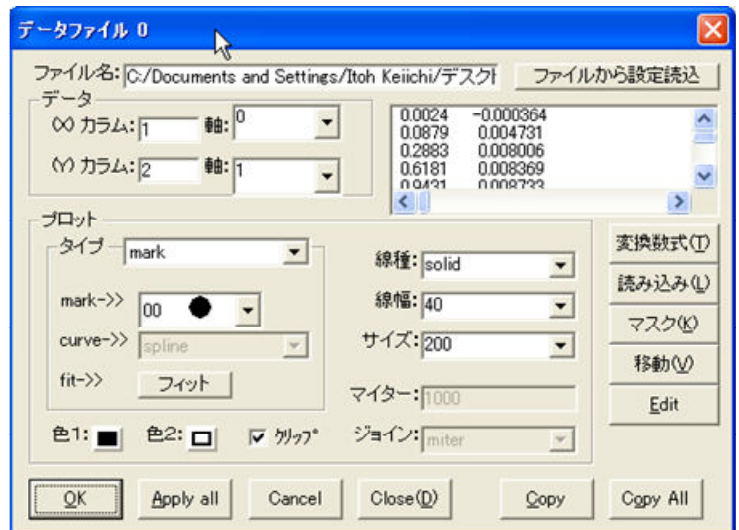 データファイル 0
ファイル名: C:/Documents and Settings/Itoh Keiichi/デスクト
ファイルから設定読込
データ
(X) カラム: 1 軸: 0
(Y) カラム: 2 軸: 1
0.0024 -0.000364
0.0879 0.004731
0.2883 0.008006
0.6181 0.008369
0.9431 0.008733
プロット
タイプ mark
mark->> 00
curve->> spline
fit->> フィット
色1: 色2: クリップ
線種: solid
線幅: 40
サイズ: 200
マイター: 1000
ジョイン: miter
変換数式(T)
読み込み(L)
マスク(K)
移動(V)
Edit
OK Apply all Cancel Close(D) Copy Copy All